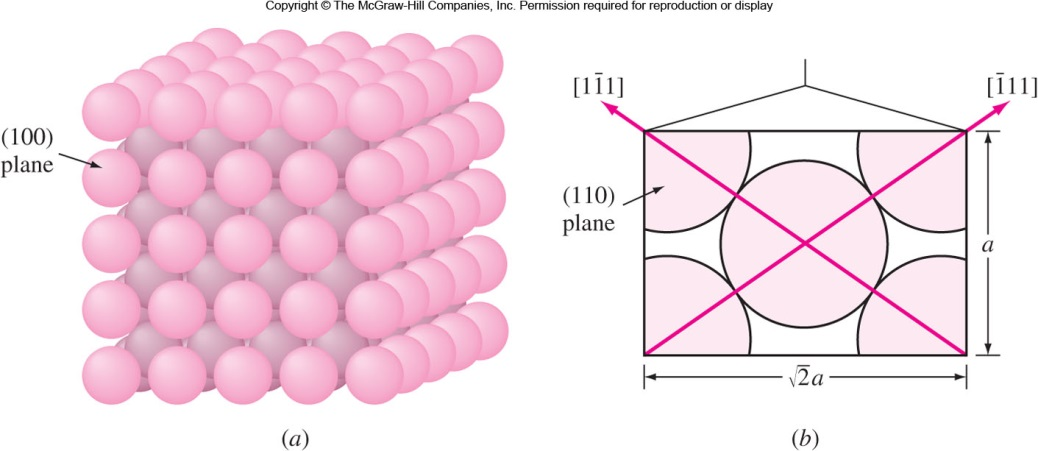 Copyright © The McGraw-Hill Companies, Inc. Permission required for reproduction or display
(100)
plane
(a)
[11̄1]
[1̄11]
(110)
plane
a
√2a
(b)